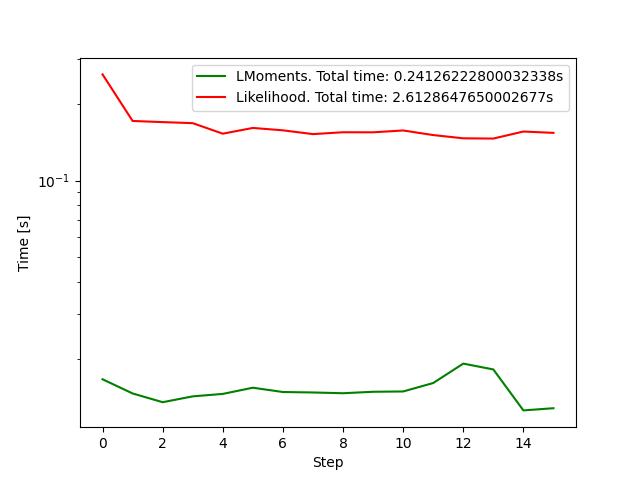 LMoments. Total time: 0.24126222800032338s
Likelihood. Total time: 2.6128647650002677s
10⁻¹
Time [s]
0 2 4 6 8 10 12 14
Step